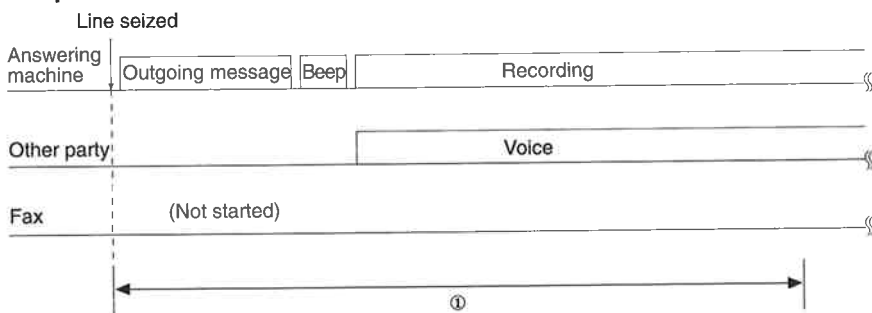 Line seized
Answering
machine
Outgoing message Beep Recording
Other party Voice
Fax (Not started)
①